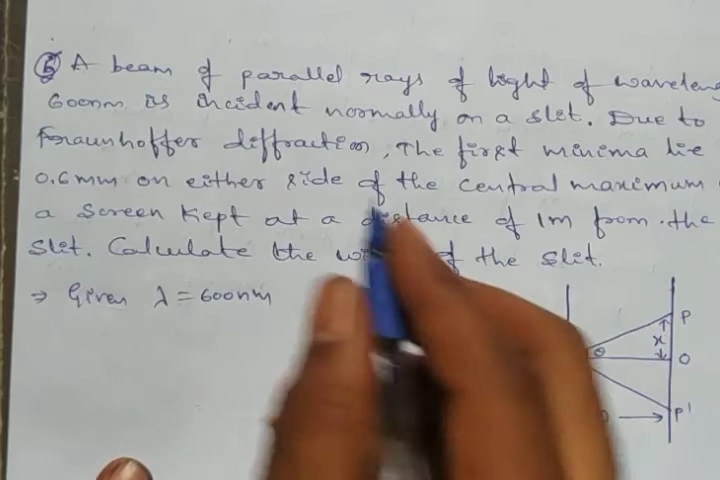 ⑥ A beam of parallel rays of light of wavelen
600nm is incident normally on a slit. Due to
Fraunhoffer diffraction, The first minima lie
0.6mm on either side of the central maximum
a screen kept at a distance of 1m from the
slit. Calculate the of the slit.
→ Given λ = 600nm
P
x
θ
O
P'